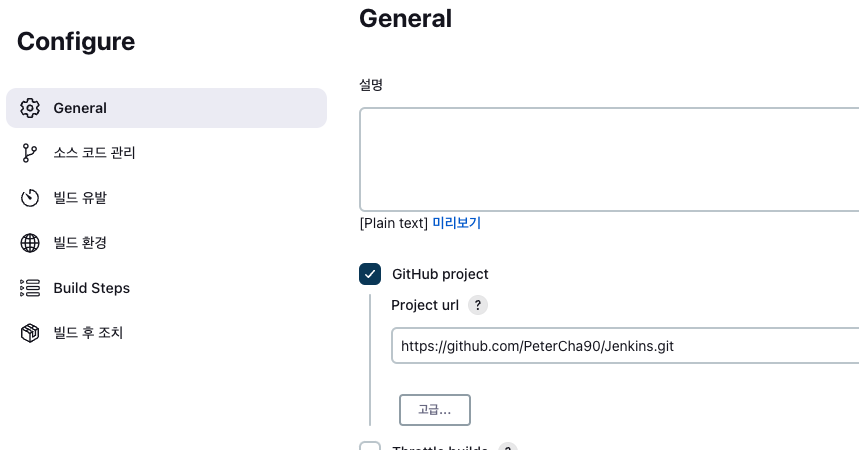 Configure
General
소스 코드 관리
빌드 유발
빌드 환경
Build Steps
빌드 후 조치
General
설명
[Plain text] 미리보기
GitHub project
Project url ?
https://github.com/PeterCha90/Jenkins.git
고급...
Throttle builds ?